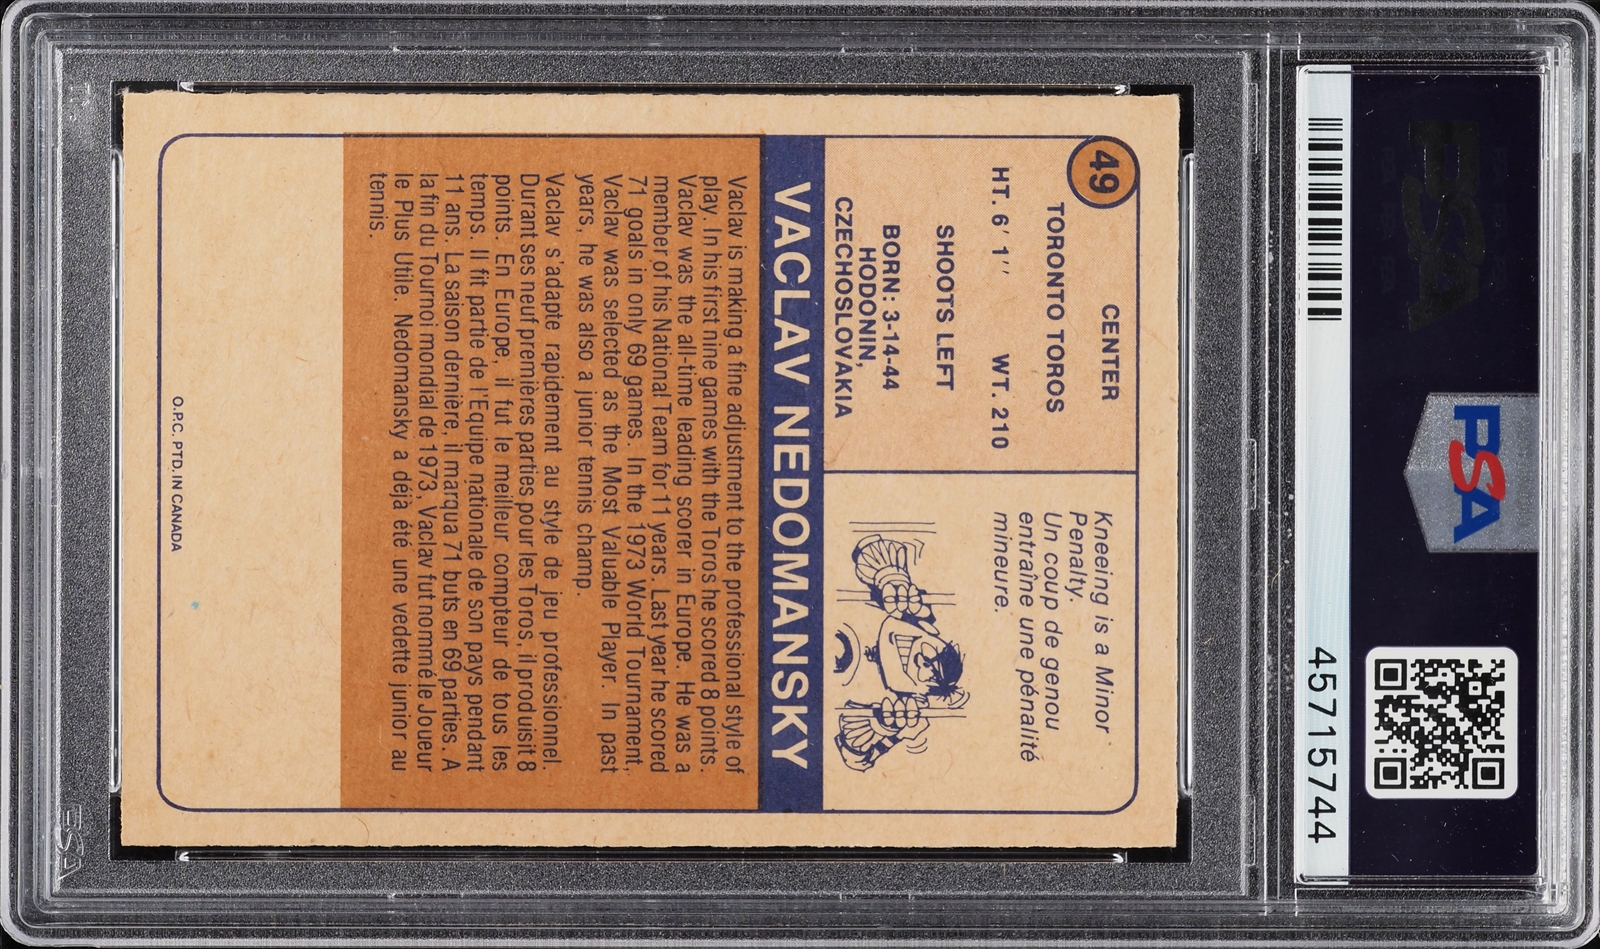 PSA
45715744
49
CENTER
TORONTO TOROS
HT. 6' 1'' WT. 210
SHOOTS LEFT
BORN: 3-14-44
HODONIN,
CZECHOSLOVAKIA
Kneeing is a Minor
Penalty.
Un coup de genou
entraîne une pénalité
mineure.
VACLAV NEDOMANSKY
Vaclav is making a fine adjustment to the professional style of
play. In his first nine games with the Toros he scored 8 points.
Vaclav was the all-time leading scorer in Europe. He was a
member of his National Team for 11 years. Last year he scored
71 goals in only 69 games. In the 1973 World Tournament,
Vaclav was selected as the Most Valuable Player. In past
years, he was also a junior tennis champ.
Vaclav s'adapte rapidement au style de jeu professionnel.
Durant ses neuf premières parties pour les Toros, il produisit 8
points. En Europe, il fut le meilleur compteur de tous les
temps. Il fit partie de l'Equipe nationale de son pays pendant
11 ans. La saison dernière, il marqua 71 buts en 69 parties. A
la fin du Tournoi mondial de 1973, Vaclav fut nommé le Joueur
le Plus Utile. Nedomansky a déjà été une vedette junior au
tennis.
O.P.C. PTD. IN CANADA
PSA
PSA